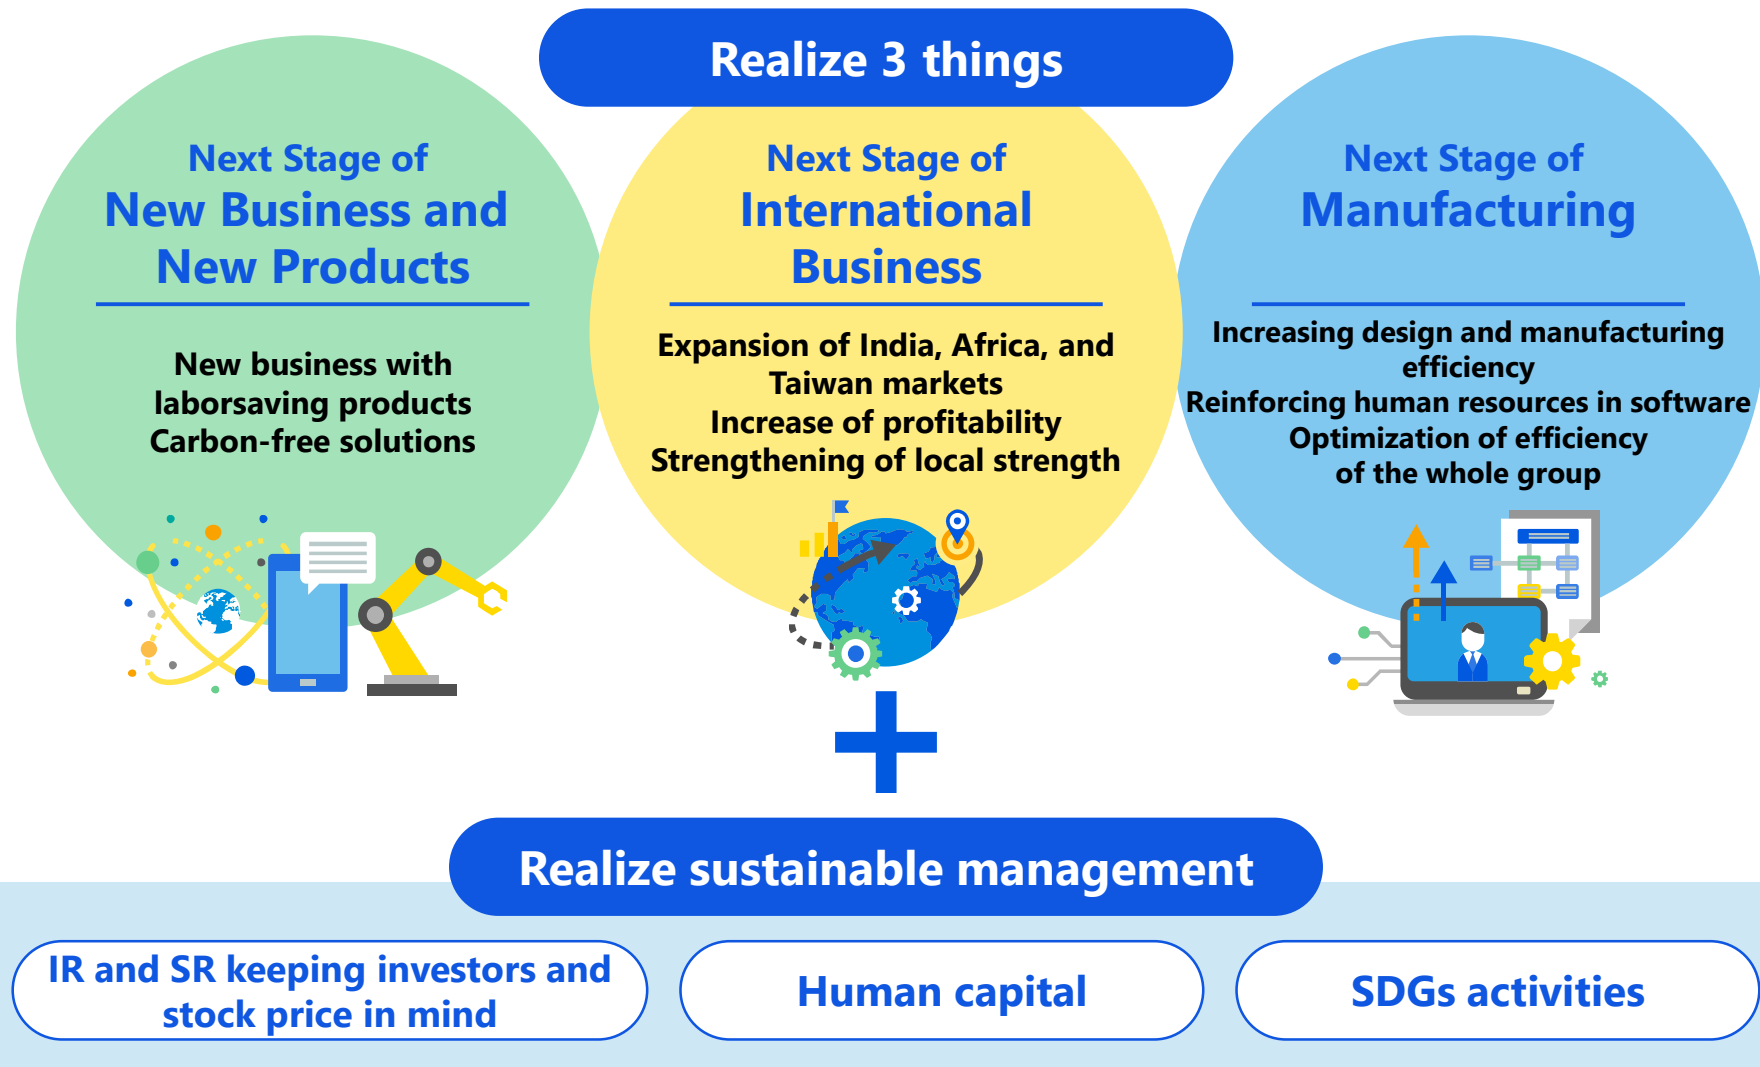 Realize 3 things
Next Stage of
New Business and
New Products
New business with
laborsaving products
Carbon-free solutions
Next Stage of
International
Business
Expansion of India, Africa, and
Taiwan markets
Increase of profitability
Strengthening of local strength
Next Stage of
Manufacturing
Increasing design and manufacturing
efficiency
Reinforcing human resources in software
Optimization of efficiency
of the whole group
Realize sustainable management
IR and SR keeping investors and
stock price in mind
Human capital
SDGs activities